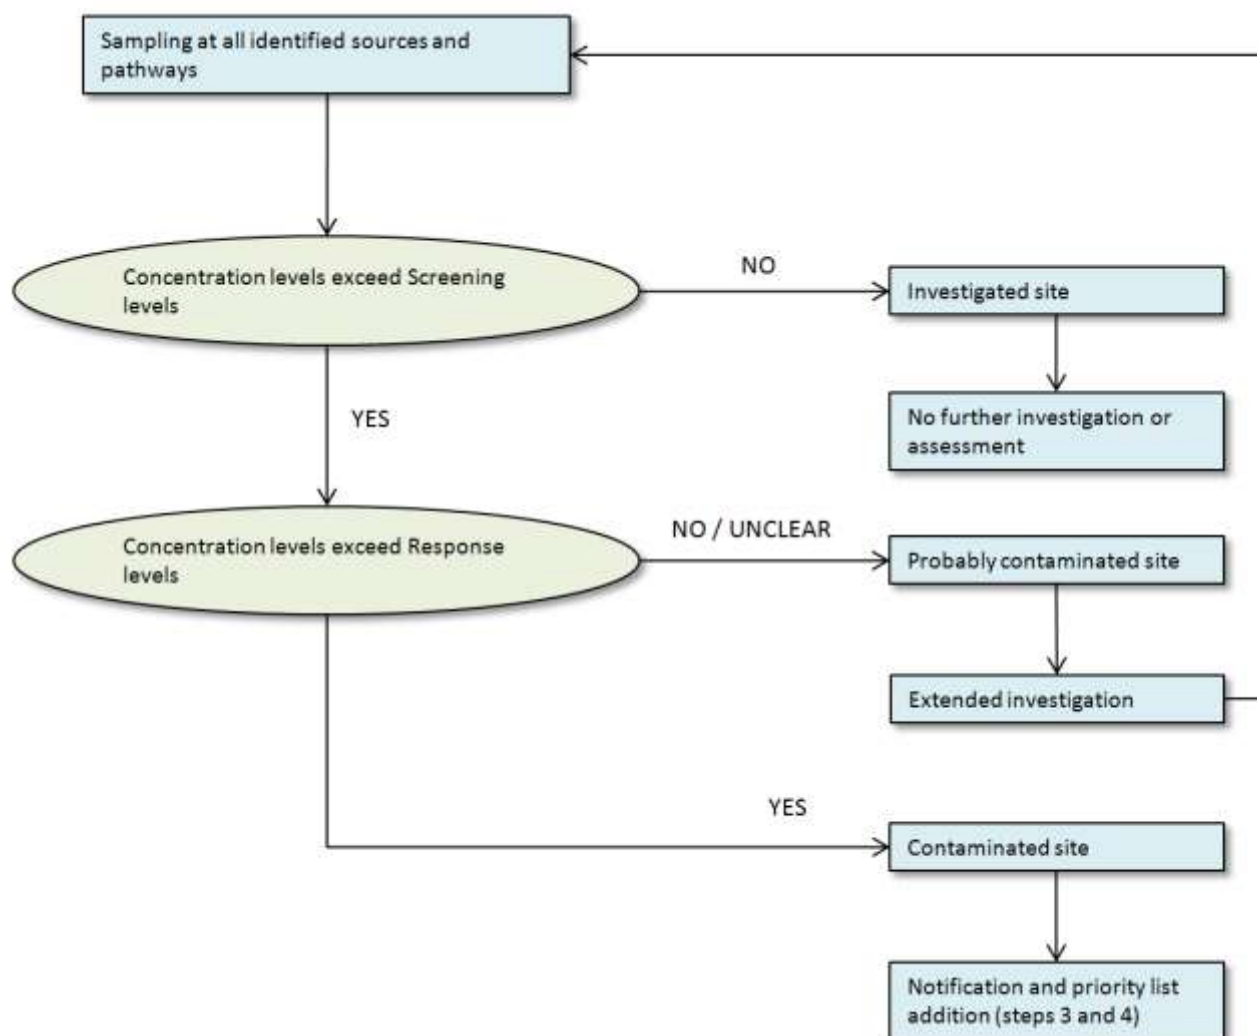 Sampling at all identified sources and
pathways
Concentration levels exceed Screening
levels
NO
Investigated site
No further investigation or
assessment
YES
Concentration levels exceed Response
levels
NO / UNCLEAR
Probably contaminated site
Extended investigation
YES
Contaminated site
Notification and priority list
addition (steps 3 and 4)